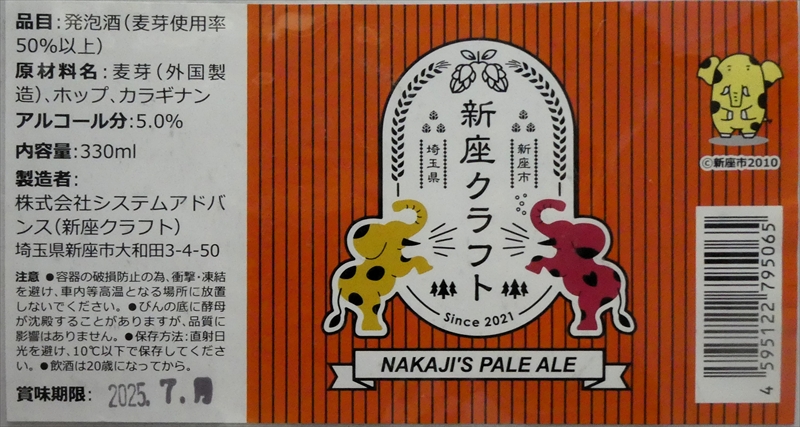 品目:発泡酒(麦芽使用率
50%以上)
原材料名:麦芽(外国製
造)、ホップ、カラギナン
アルコール分:5.0%
内容量:330ml
製造者:
株式会社システムアドバ
ンス(新座クラフト)
埼玉県新座市大和田3-4-50
注意 ●容器の破損防止の為、衝撃・凍結
を避け、車内等高温となる場所に放置
しないでください。●びんの底に酵母
が沈殿することがありますが、品質に
影響はありません。●保存方法:直射日
光を避け、10℃以下で保存してくださ
い。●飲酒は20歳になってから。
賞味期限: 2025.7.月
新座クラフト
新座市
埼玉県
Since 2021
NAKAJI'S PALE ALE
©新座市2010
4 595122 795065